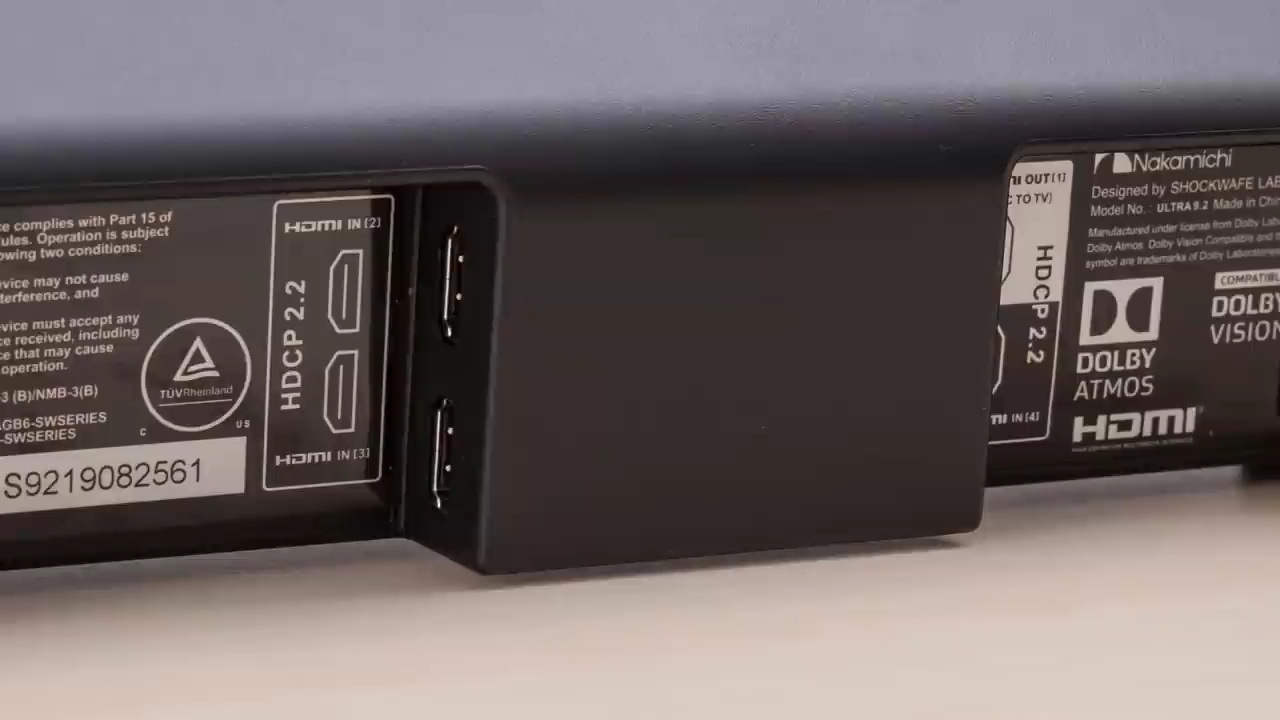 ce complies with Part 15 of
ules. Operation is subject
owing two conditions:
evice may not cause
terference, and
evice must accept any
ce received, including
ce that may cause
operation.
-3 (B)/NMB-3(B)
GB6-SWSERIES
-SWSERIES
S9219082561
TÜVRheinland
C US
HDMI IN [2]
HDCP 2.2
HDMI IN [3]
OUT [1]
TO TV)
HDCP 2.2
IN [4]
Nakamichi
Designed by SHOCKWAFE LAB
Model No. : ULTRA 9.2 Made in Chin
Manufactured under license from Dolby Lab
Dolby Atmos, Dolby Vision Compatible and
symbol are trademarks of Dolby Laboratories
DOLBY
ATMOS
COMPATIBL
DOLBY
VISION
HDMI